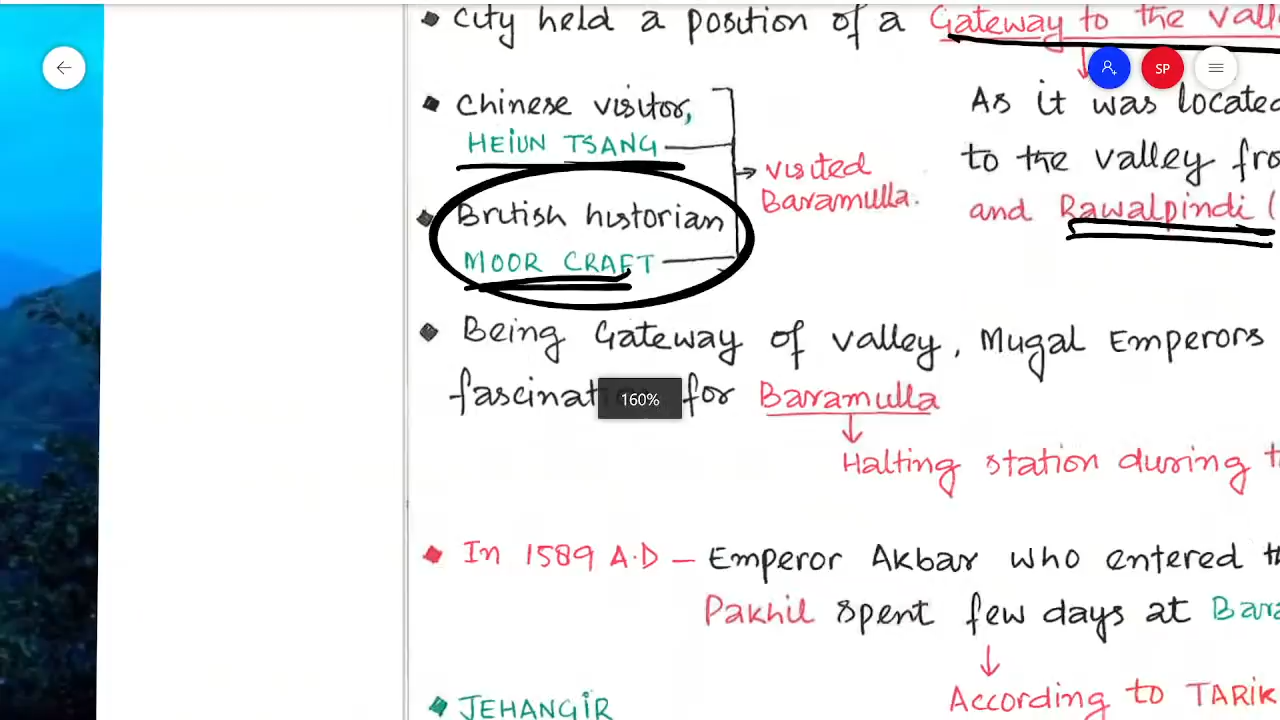 City held a position of a Gateway to the vall
SP
Chinese visitor,
HEIUN TSANG
British historian
MOOR CRAFT
visited
Baramulla.
As it was located
to the valley fro
and Rawalpindi (
Being Gateway of valley, Mugal Emperors
160%
for Baramulla
Halting station during t
In 1589 A.D – Emperor Akbar who entered th
Pakhil spent few days at Bara
According to TARIK
JEHANGIR